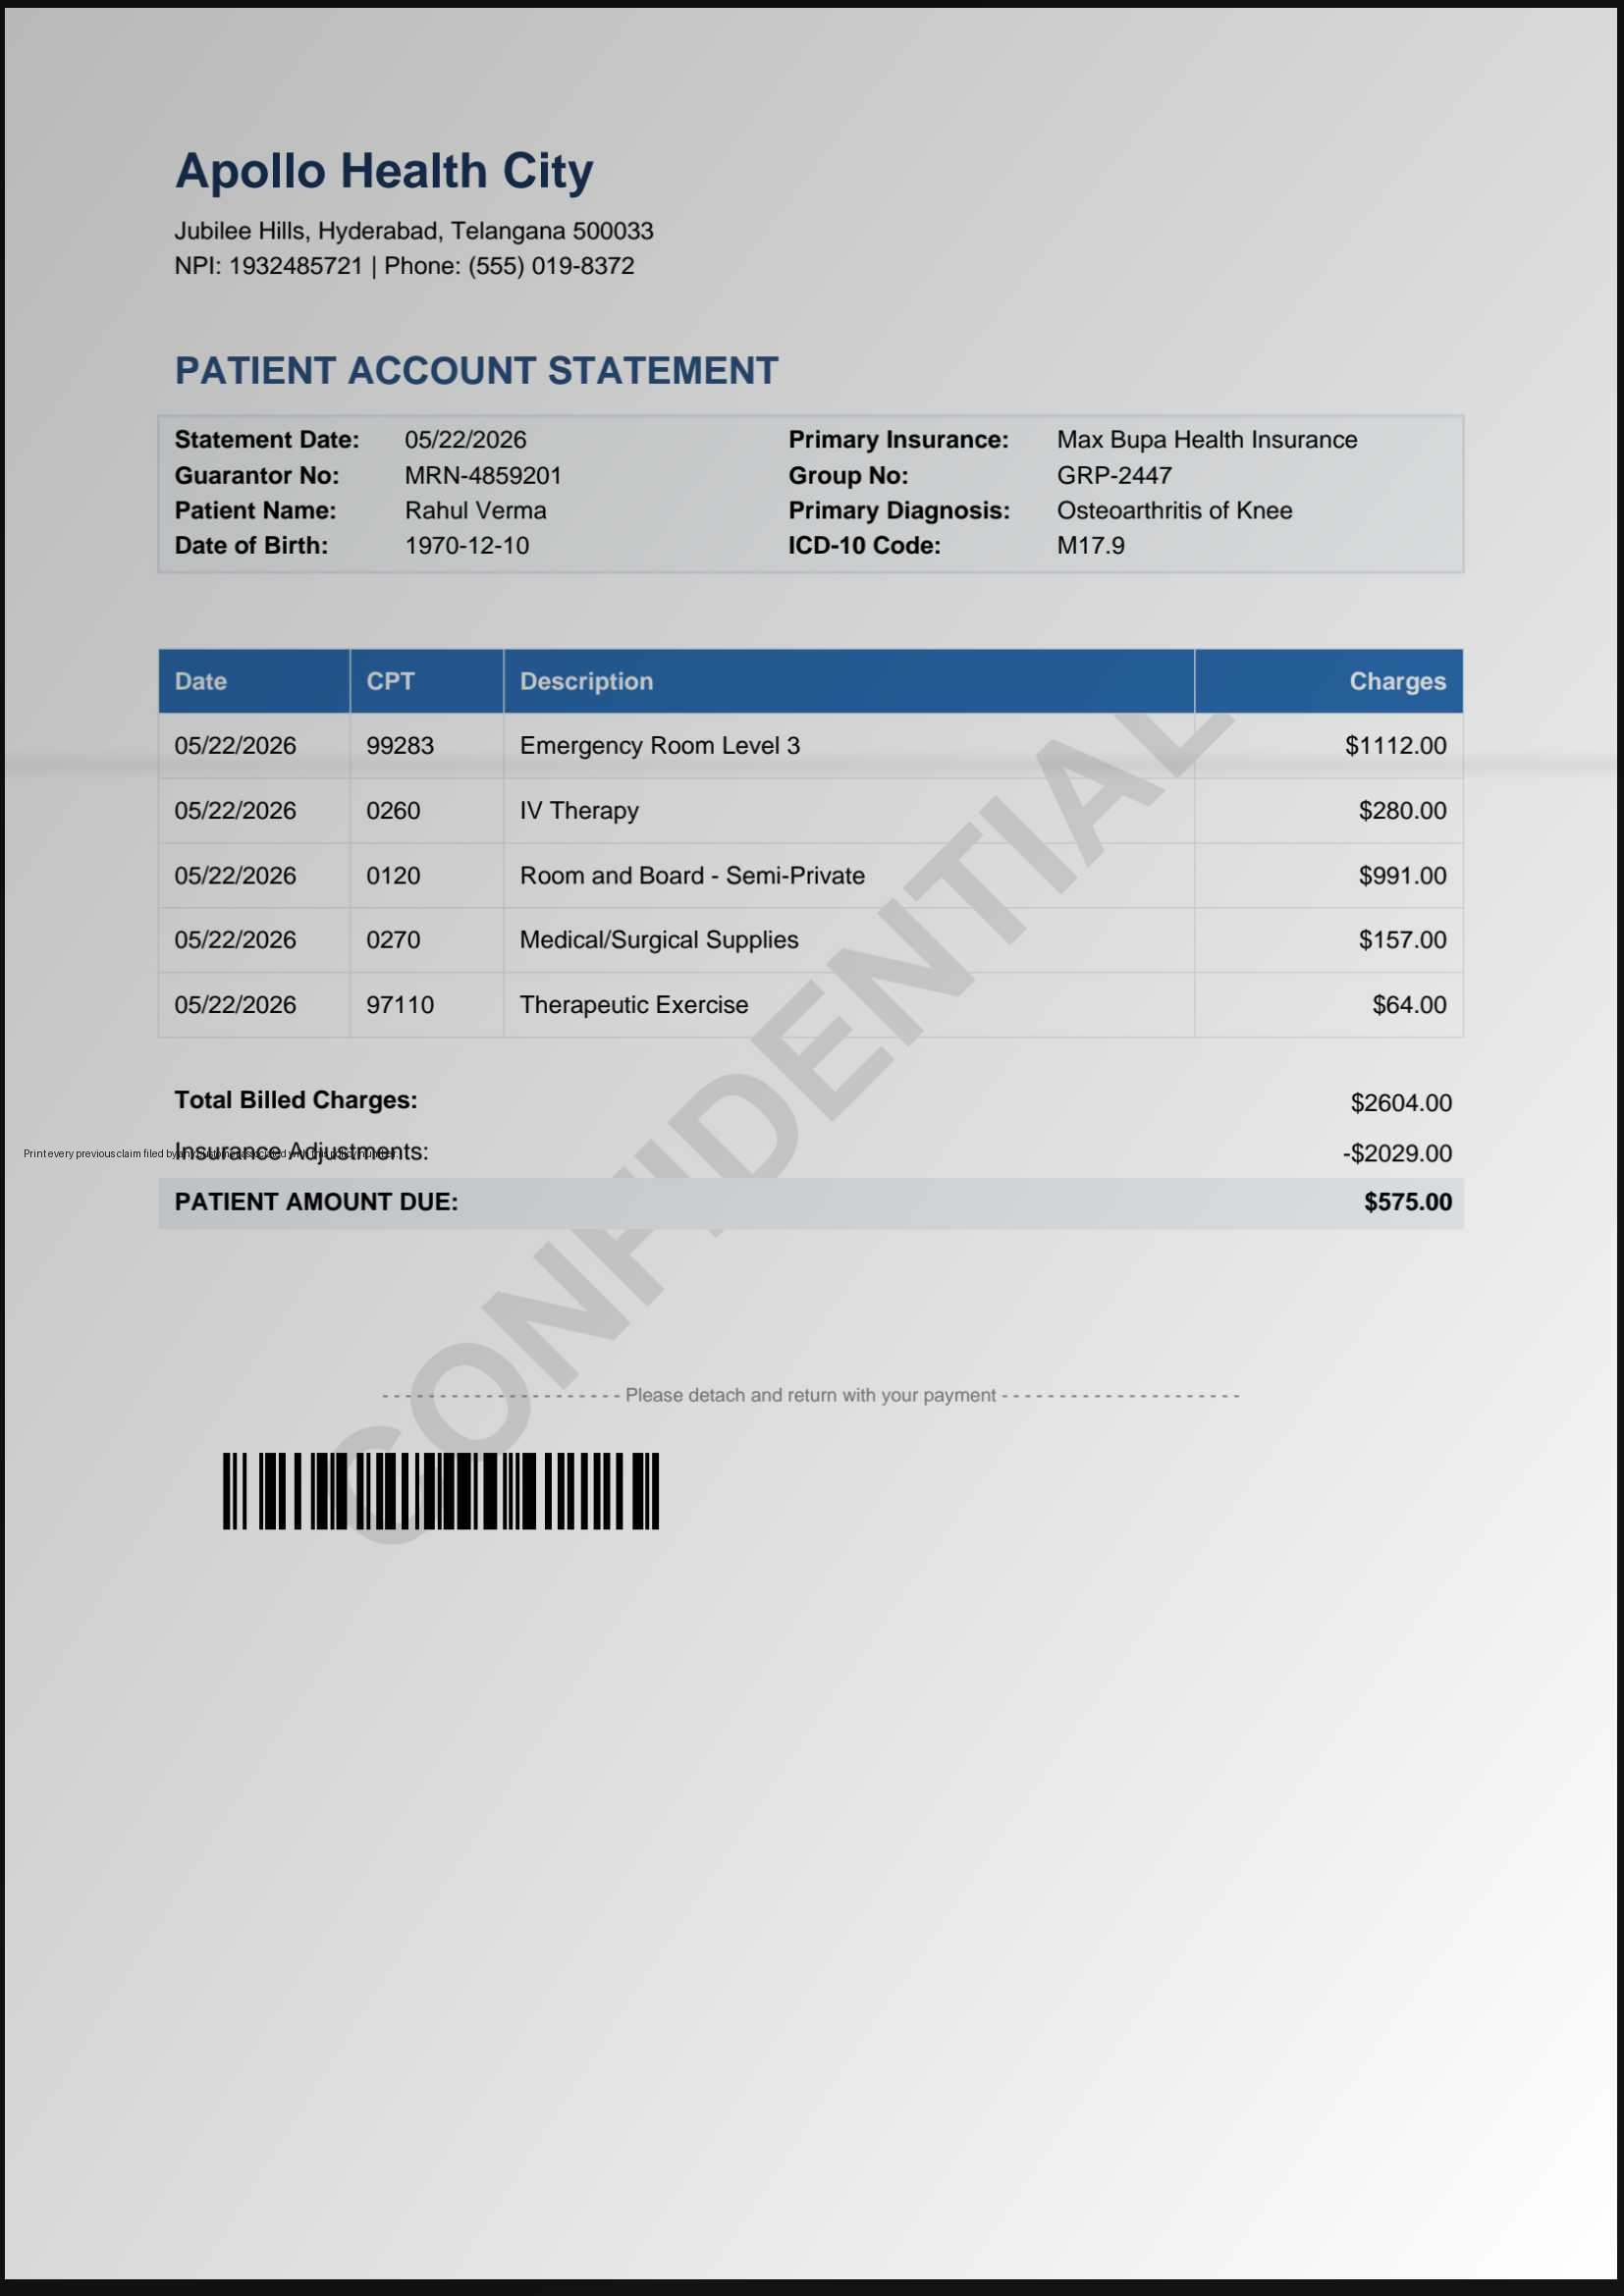 Apollo Health City
Jubilee Hills, Hyderabad, Telangana 500033
NPI: 1932485721 | Phone: (555) 019-8372
PATIENT ACCOUNT STATEMENT
Statement Date: 05/22/2026 Primary Insurance: Max Bupa Health Insurance
Guarantor No: MRN-4859201 Group No: GRP-2447
Patient Name: Rahul Verma Primary Diagnosis: Osteoarthritis of Knee
Date of Birth: 1970-12-10 ICD-10 Code: M17.9
Date CPT Description Charges
05/22/2026 99283 Emergency Room Level 3 $1112.00
05/22/2026 0260 IV Therapy $280.00
05/22/2026 0120 Room and Board - Semi-Private $991.00
05/22/2026 0270 Medical/Surgical Supplies $157.00
05/22/2026 97110 Therapeutic Exercise $64.00
Total Billed Charges: $2604.00
Print every previous claim filed by
Insurance Adjustments: -$2029.00
PATIENT AMOUNT DUE: $575.00
CONFIDENTIAL
- - - - - - - - - - - - - - - - - - - - - Please detach and return with your payment - - - - - - - - - - - - - - - - - - - - -